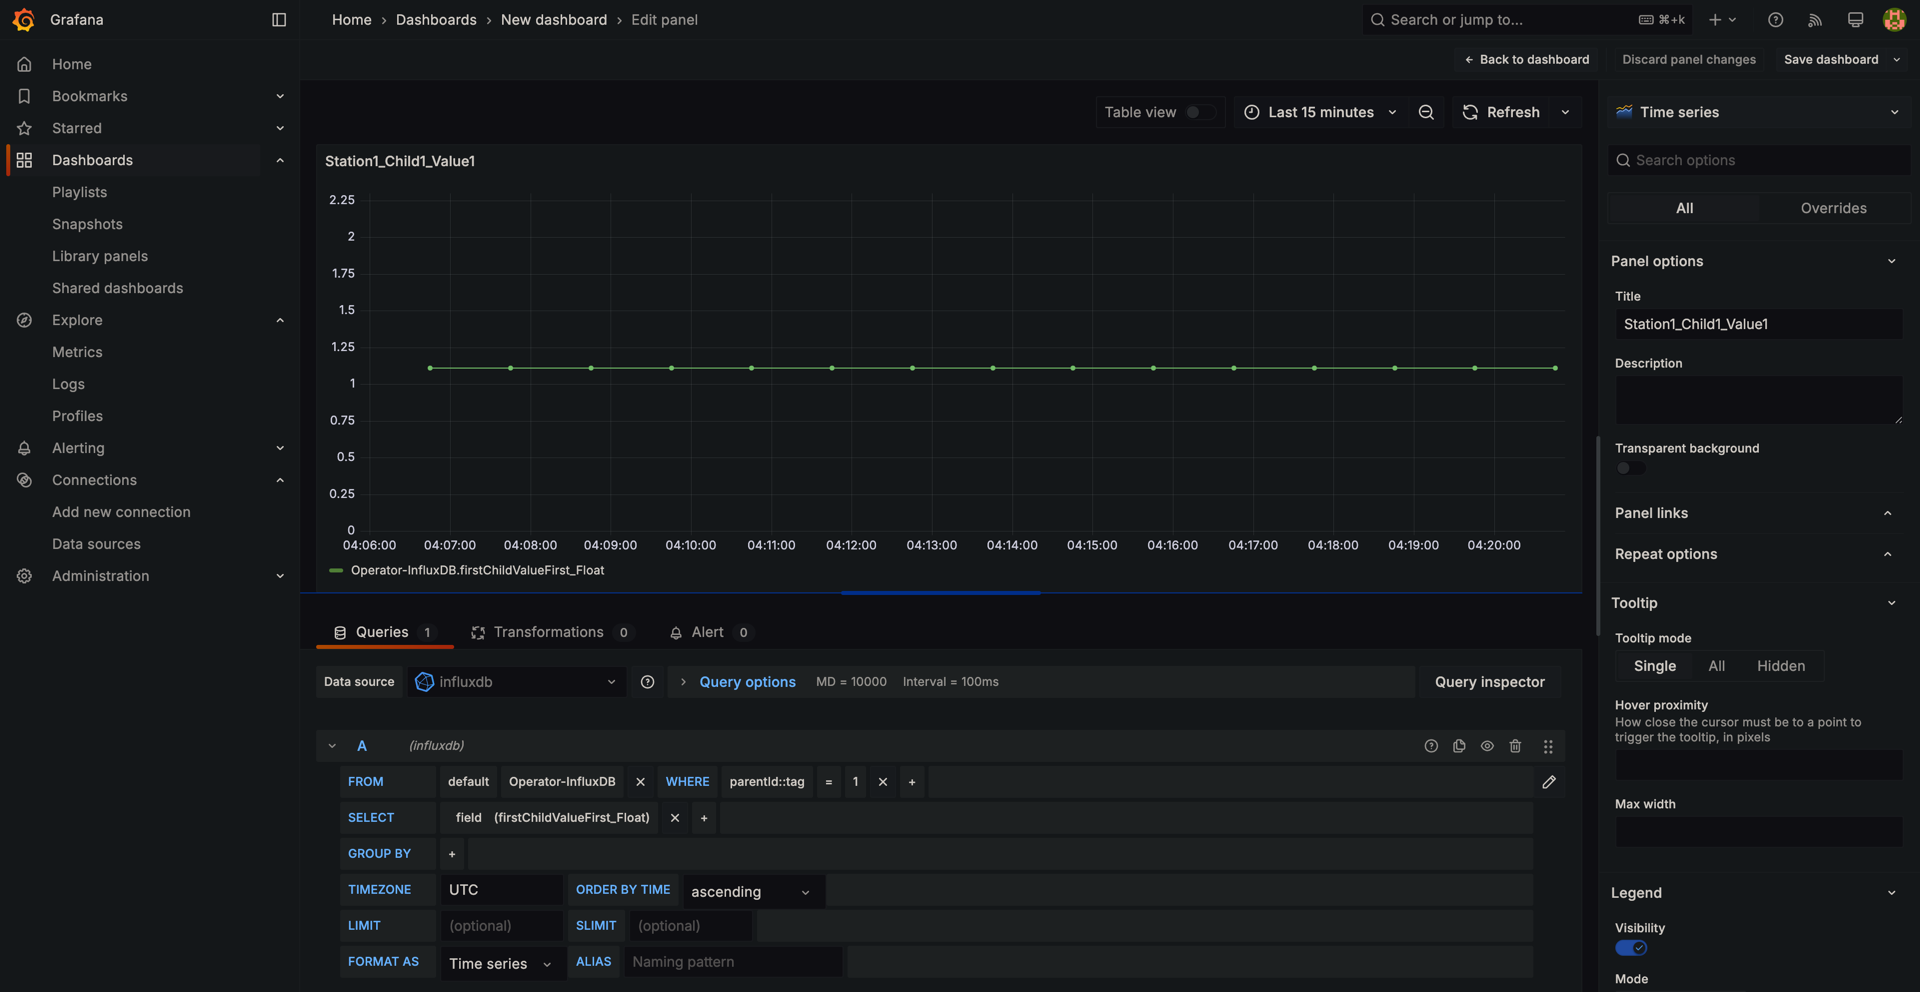 Grafana
Home › Dashboards › New dashboard › Edit panel
Search or jump to... ⌘+k
Back to dashboard
Discard panel changes
Save dashboard
Home
Bookmarks
Starred
Dashboards
Playlists
Snapshots
Library panels
Shared dashboards
Explore
Metrics
Logs
Profiles
Alerting
Connections
Add new connection
Data sources
Administration
Table view
Last 15 minutes
Refresh
Station1_Child1_Value1
2.25
2
1.75
1.5
1.25
1
0.75
0.5
0.25
0
04:06:00 04:07:00 04:08:00 04:09:00 04:10:00 04:11:00 04:12:00 04:13:00 04:14:00 04:15:00 04:16:00 04:17:00 04:18:00 04:19:00 04:20:00
Operator-InfluxDB.firstChildValueFirst_Float
Queries 1 Transformations 0 Alert 0
Data source influxdb Query options MD = 10000 Interval = 100ms Query inspector
A (influxdb)
FROM default Operator-InfluxDB WHERE parentId::tag = 1 +
SELECT field (firstChildValueFirst_Float) +
GROUP BY +
TIMEZONE UTC ORDER BY TIME ascending
LIMIT (optional) SLIMIT (optional)
FORMAT AS Time series ALIAS Naming pattern
Time series
Search options
All Overrides
Panel options
Title
Station1_Child1_Value1
Description
Transparent background
Panel links
Repeat options
Tooltip
Tooltip mode
Single All Hidden
Hover proximity
How close the cursor must be to a point to
trigger the tooltip, in pixels
Max width
Legend
Visibility
Mode